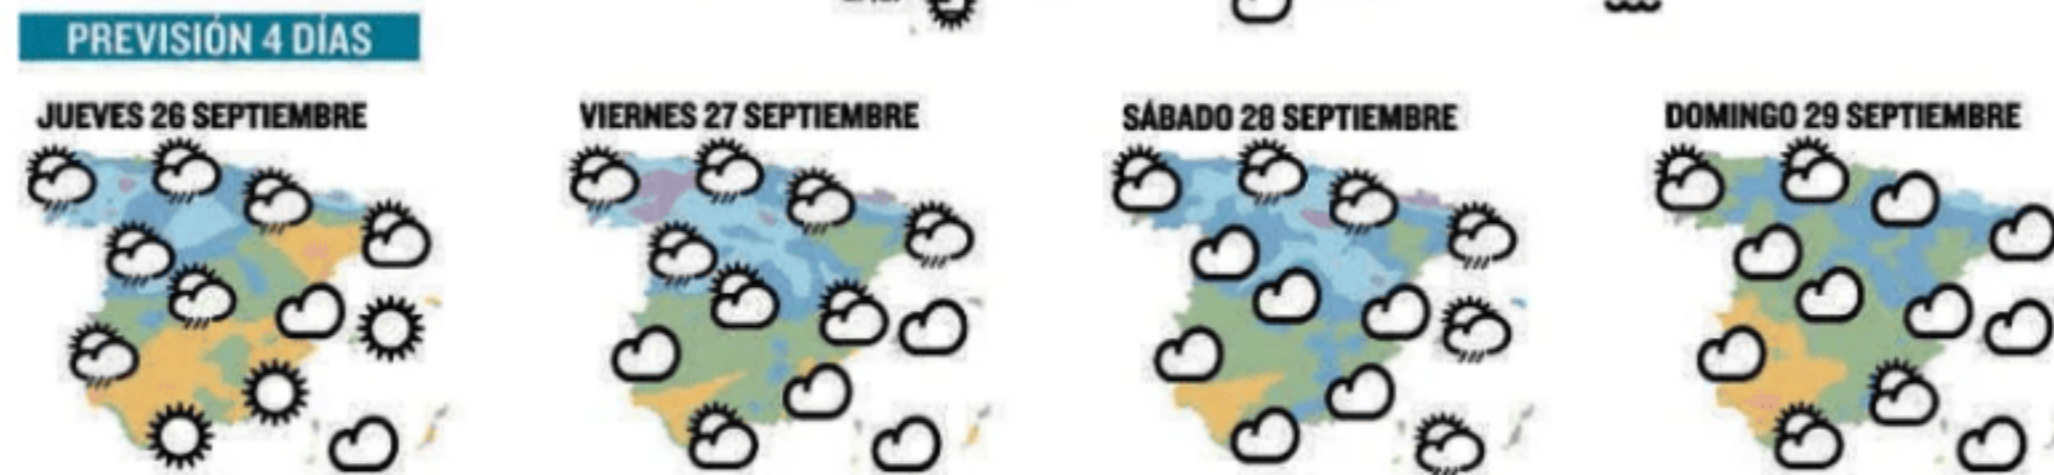 PREVISIÓN 4 DÍAS
JUEVES 26 SEPTIEMBRE
VIERNES 27 SEPTIEMBRE
SÁBADO 28 SEPTIEMBRE
DOMINGO 29 SEPTIEMBRE